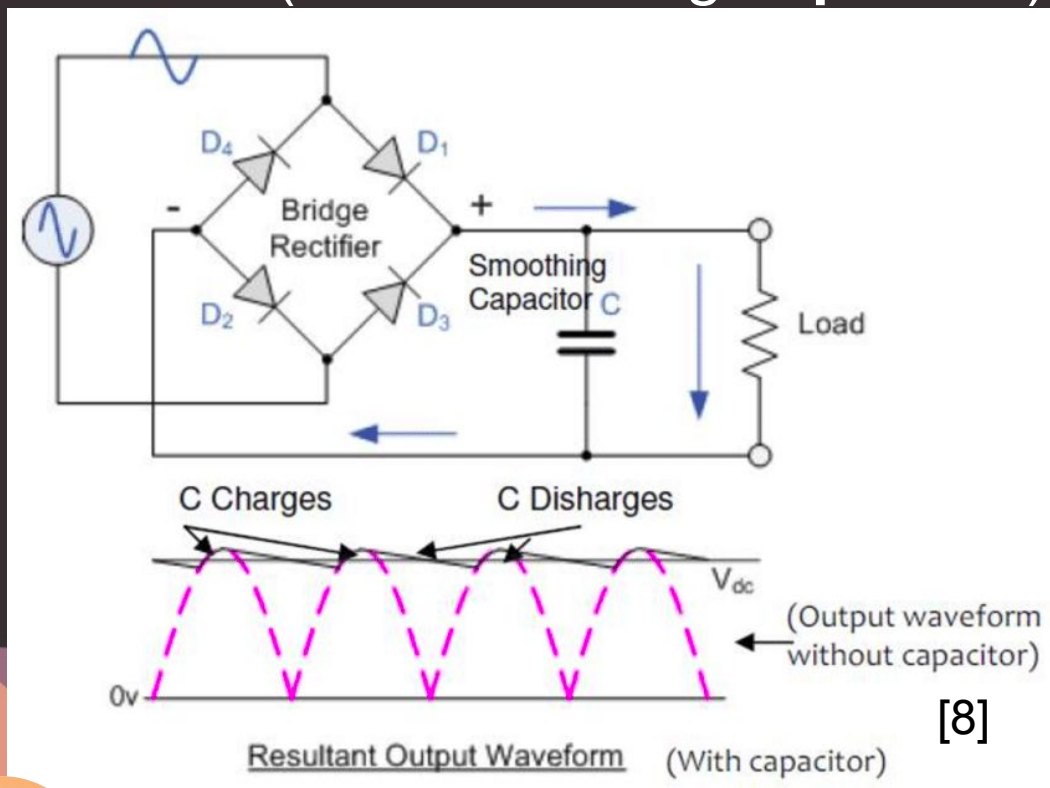 D4
D1
-
+
Bridge
Rectifier
Smoothing
Capacitor C
D2
D3
Load
C Charges
C Disharges
Vdc
(Output waveform
without capacitor)
0v
[8]
Resultant Output Waveform (With capacitor)